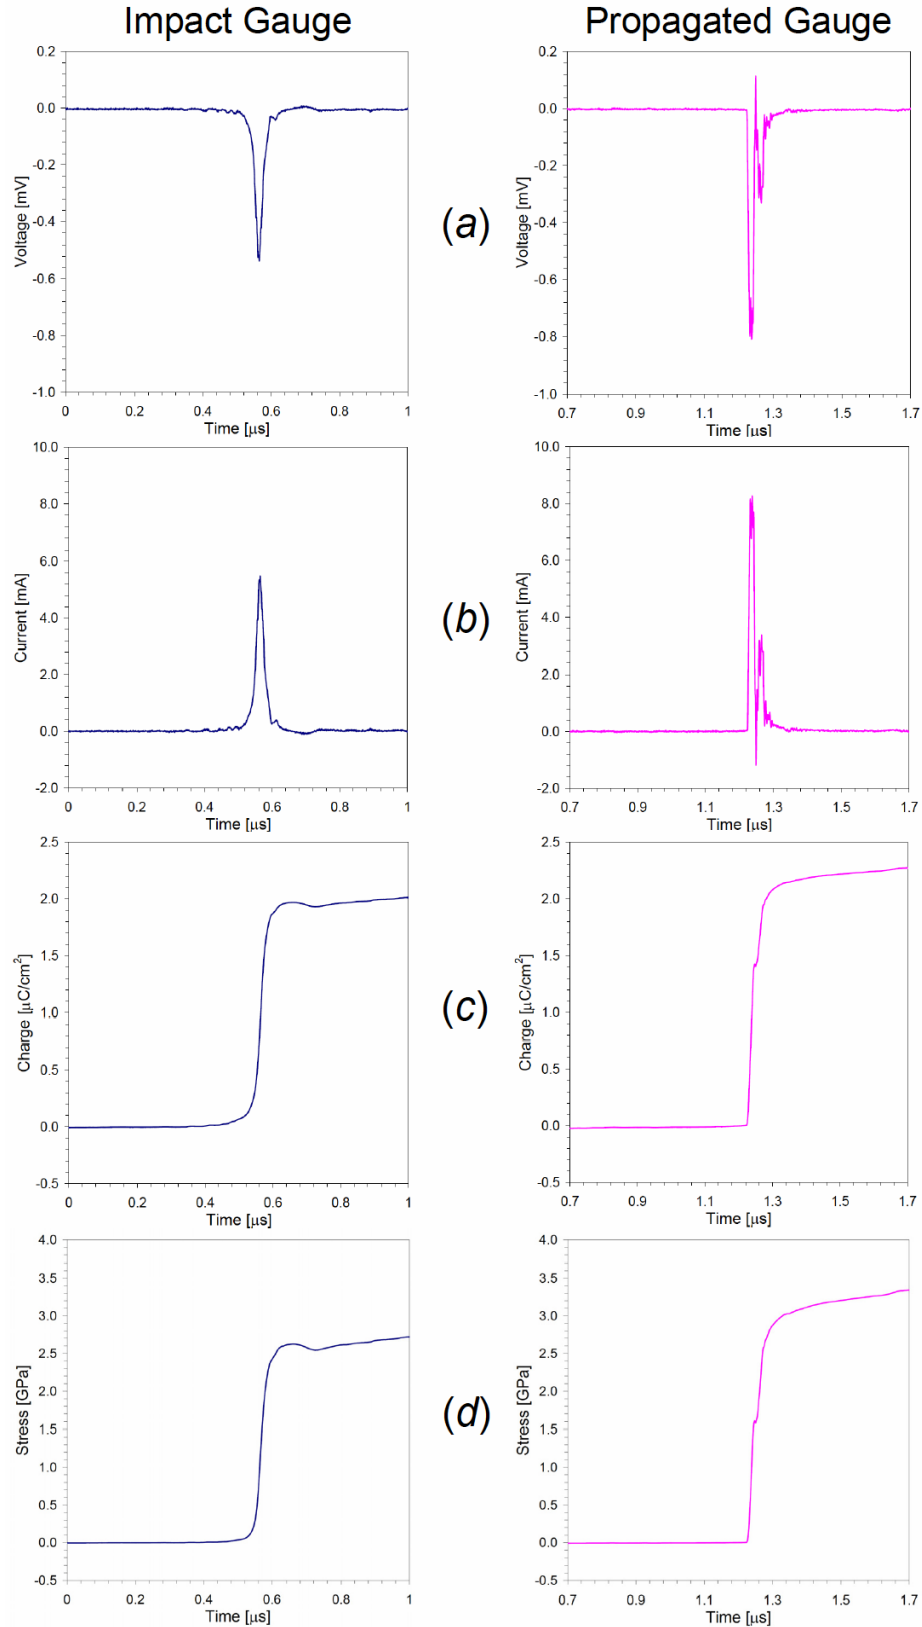 Impact Gauge Propagated Gauge
0.2
0.0
-0.2
-0.4
-0.6
-0.8
-1.0
Voltage [mV]
0 0.2 0.4 0.6 0.8 1
Time [μs]
(a)
0.2
0.0
-0.2
-0.4
-0.6
-0.8
-1.0
Voltage [mV]
0.7 0.9 1.1 1.3 1.5 1.7
Time [μs]
10.0
8.0
6.0
4.0
2.0
0.0
-2.0
Current [mA]
0 0.2 0.4 0.6 0.8 1
Time [μs]
(b)
10.0
8.0
6.0
4.0
2.0
0.0
-2.0
Current [mA]
0.7 0.9 1.1 1.3 1.5 1.7
Time [μs]
2.5
2.0
1.5
1.0
0.5
0.0
-0.5
Charge [μC/cm²]
0 0.2 0.4 0.6 0.8 1
Time [μs]
(c)
2.5
2.0
1.5
1.0
0.5
0.0
-0.5
Charge [μC/cm²]
0.7 0.9 1.1 1.3 1.5 1.7
Time [μs]
4.0
3.5
3.0
2.5
2.0
1.5
1.0
0.5
0.0
-0.5
Stress [GPa]
0 0.2 0.4 0.6 0.8 1
Time [μs]
(d)
4.0
3.5
3.0
2.5
2.0
1.5
1.0
0.5
0.0
-0.5
Stress [GPa]
0.7 0.9 1.1 1.3 1.5 1.7
Time [μs]